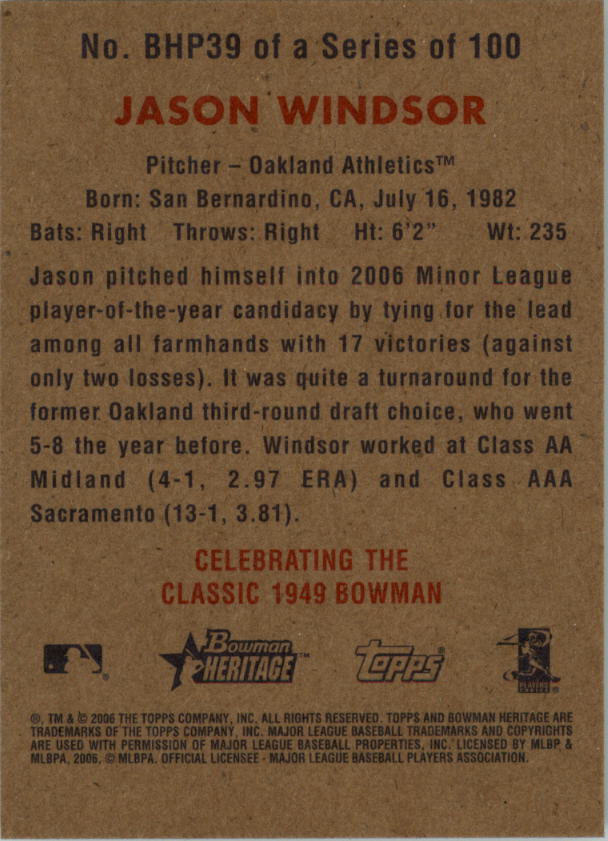 No. BHP39 of a Series of 100
JASON WINDSOR
Pitcher – Oakland Athletics™
Born: San Bernardino, CA, July 16, 1982
Bats: Right Throws: Right Ht: 6'2" Wt: 235
Jason pitched himself into 2006 Minor League
player-of-the-year candidacy by tying for the lead
among all farmhands with 17 victories (against
only two losses). It was quite a turnaround for the
former Oakland third-round draft choice, who went
5-8 the year before. Windsor worked at Class AA
Midland (4-1, 2.97 ERA) and Class AAA
Sacramento (13-1, 3.81).
CELEBRATING THE
CLASSIC 1949 BOWMAN
®
Bowman
HERITAGE™
Topps®
PLAYERS
CHOICE ®
®, TM & © 2006 THE TOPPS COMPANY, INC. ALL RIGHTS RESERVED. TOPPS AND BOWMAN HERITAGE ARE
TRADEMARKS OF THE TOPPS COMPANY, INC. MAJOR LEAGUE BASEBALL TRADEMARKS AND COPYRIGHTS
ARE USED WITH PERMISSION OF MAJOR LEAGUE BASEBALL PROPERTIES, INC. LICENSED BY MLBP &
MLBPA, 2006, © MLBPA. OFFICIAL LICENSEE - MAJOR LEAGUE BASEBALL PLAYERS ASSOCIATION.